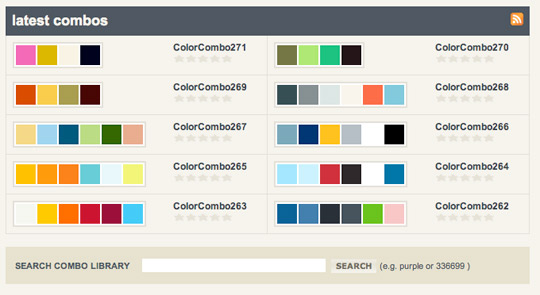 latest combos
ColorCombo271
ColorCombo270
ColorCombo269
ColorCombo268
ColorCombo267
ColorCombo266
ColorCombo265
ColorCombo264
ColorCombo263
ColorCombo262
SEARCH COMBO LIBRARY SEARCH (e.g. purple or 336699 )